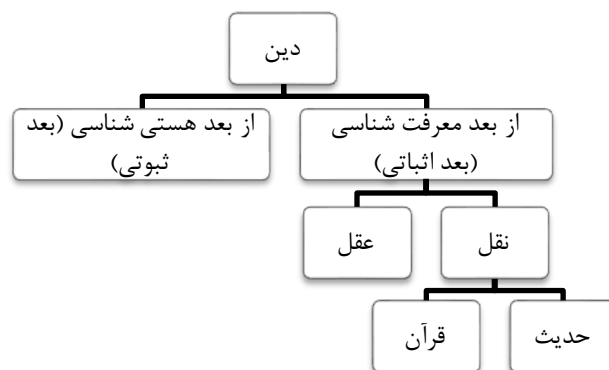 دین
از بعد معرفت شناسی
(بعد اثباتی)
از بعد هستی شناسی (بعد
ثبوتی)
نقل
عقل
حدیث
قرآن